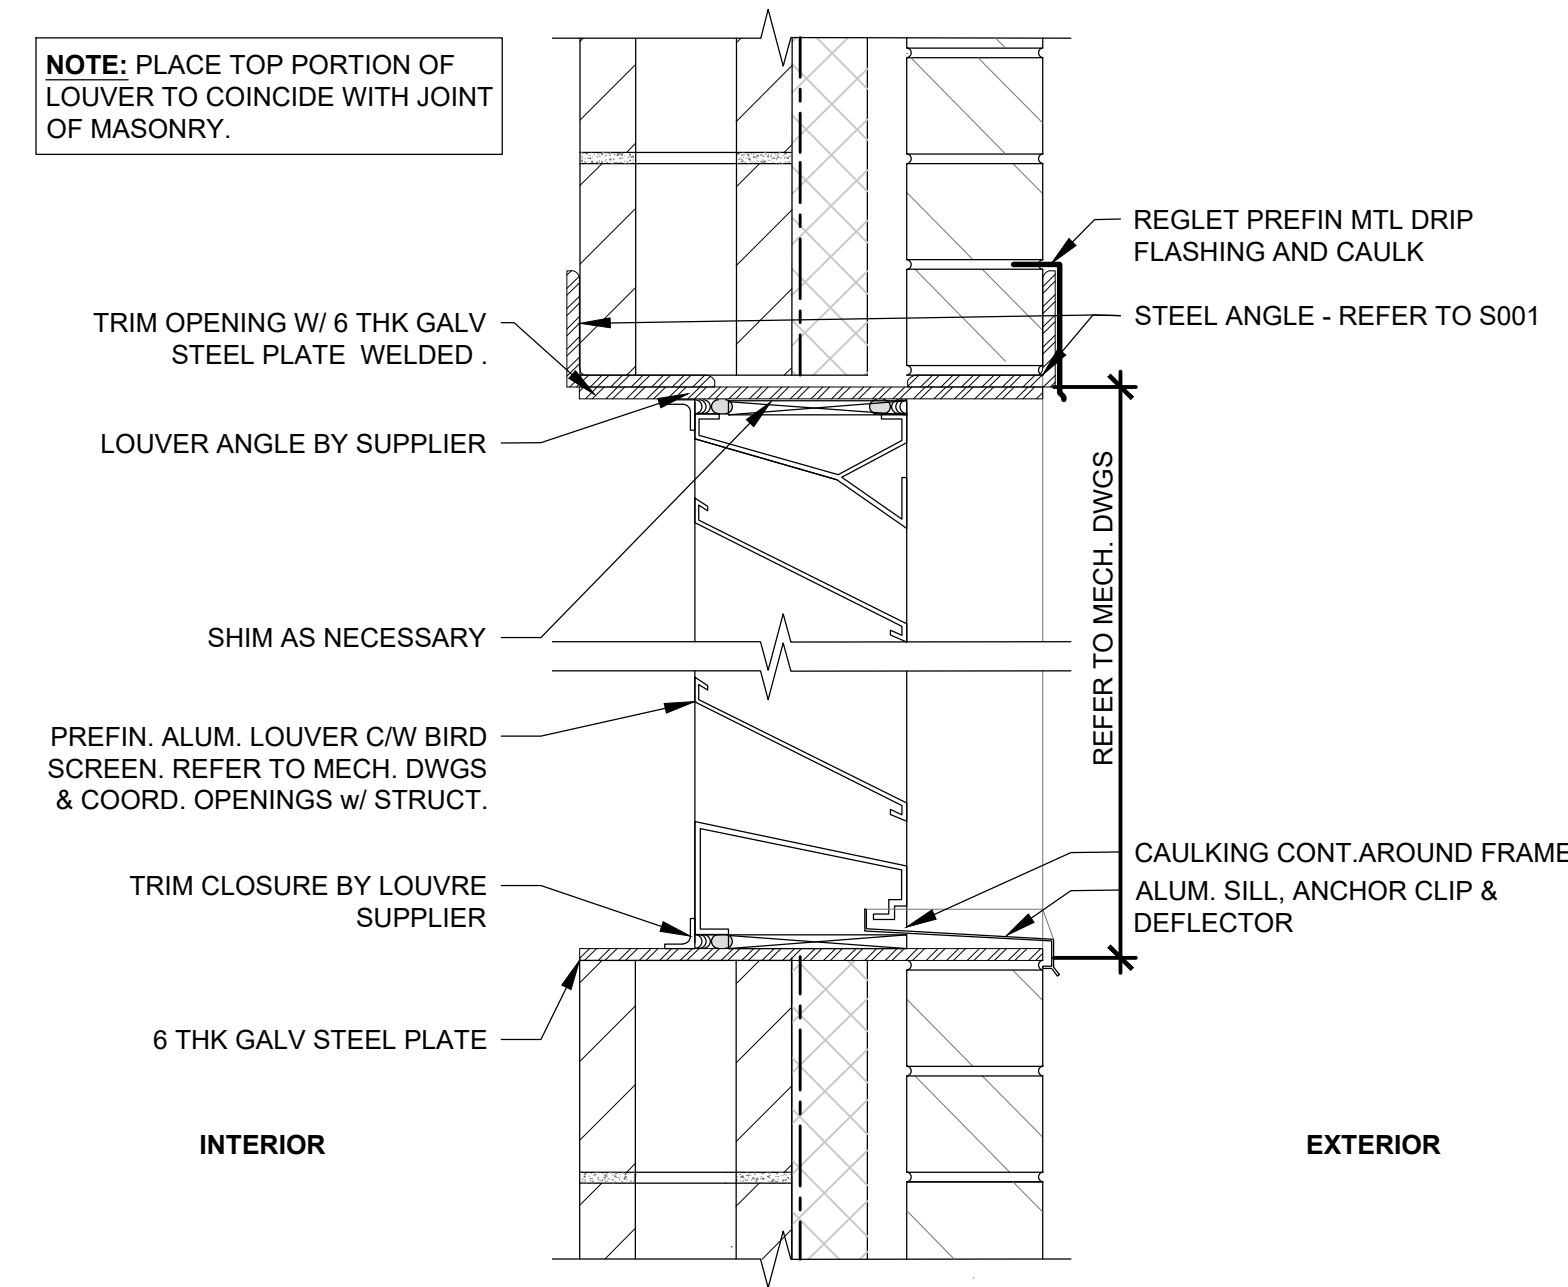 NOTE: PLACE TOP PORTION OF
LOUVER TO COINCIDE WITH JOINT
OF MASONRY.
REGLET PREFIN MTL DRIP
FLASHING AND CAULK
TRIM OPENING W/ 6 THK GALV
STEEL PLATE WELDED .
STEEL ANGLE - REFER TO S001
LOUVER ANGLE BY SUPPLIER
REFER TO MECH. DWGS
SHIM AS NECESSARY
PREFIN. ALUM. LOUVER C/W BIRD
SCREEN. REFER TO MECH. DWGS
& COORD. OPENINGS w/ STRUCT.
CAULKING CONT.AROUND FRAME
ALUM. SILL, ANCHOR CLIP &
DEFLECTOR
TRIM CLOSURE BY LOUVRE
SUPPLIER
6 THK GALV STEEL PLATE
INTERIOR
EXTERIOR